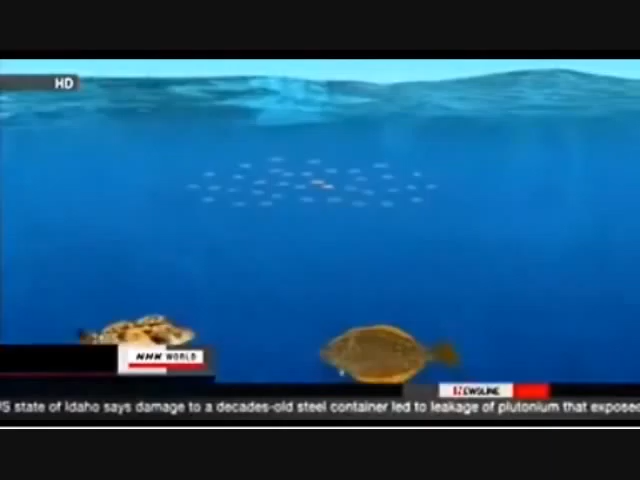 HD
NHK WORLD
NEWSLINE
US state of Idaho says damage to a decades-old steel container led to leakage of plutonium that exposed